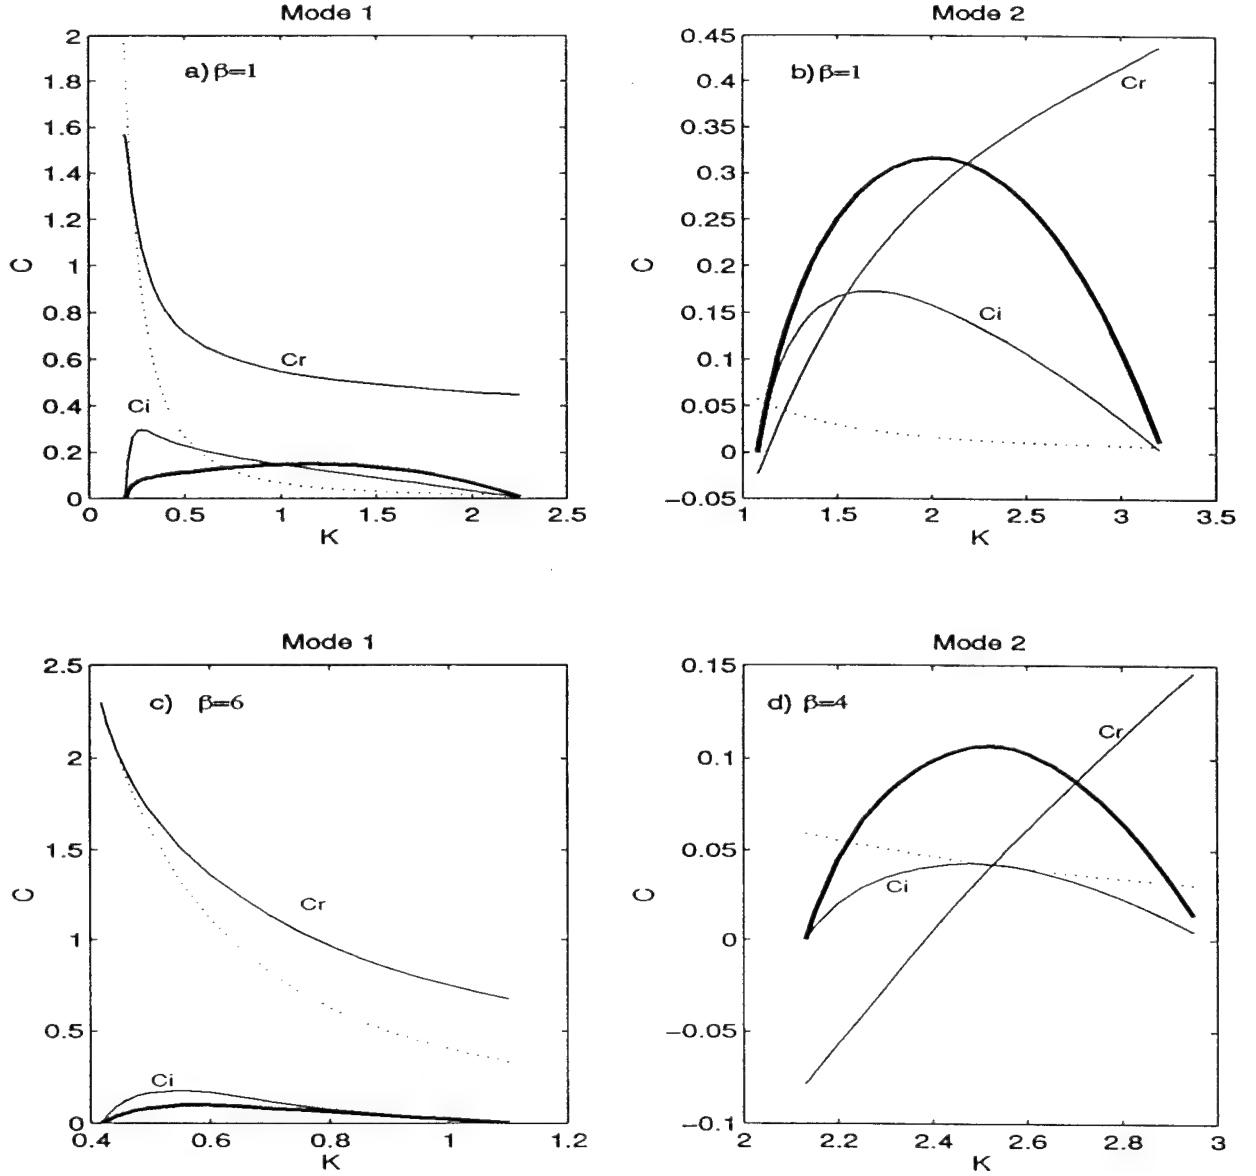 Mode 1
2
1.8
1.6
1.4
1.2
1
0.8
0.6
0.4
0.2
0
C
a) β=1
Cr
Ci
0 0.5 1 1.5 2 2.5
K
Mode 2
0.45
0.4
0.35
0.3
0.25
0.2
0.15
0.1
0.05
0
−0.05
C
b) β=1
Cr
Ci
1 1.5 2 2.5 3 3.5
K
Mode 1
2.5
2
1.5
1
0.5
0
C
c) β=6
Cr
Ci
0.4 0.6 0.8 1 1.2
K
Mode 2
0.15
0.1
0.05
0
−0.05
−0.1
C
d) β=4
Cr
Ci
2 2.2 2.4 2.6 2.8 3
K